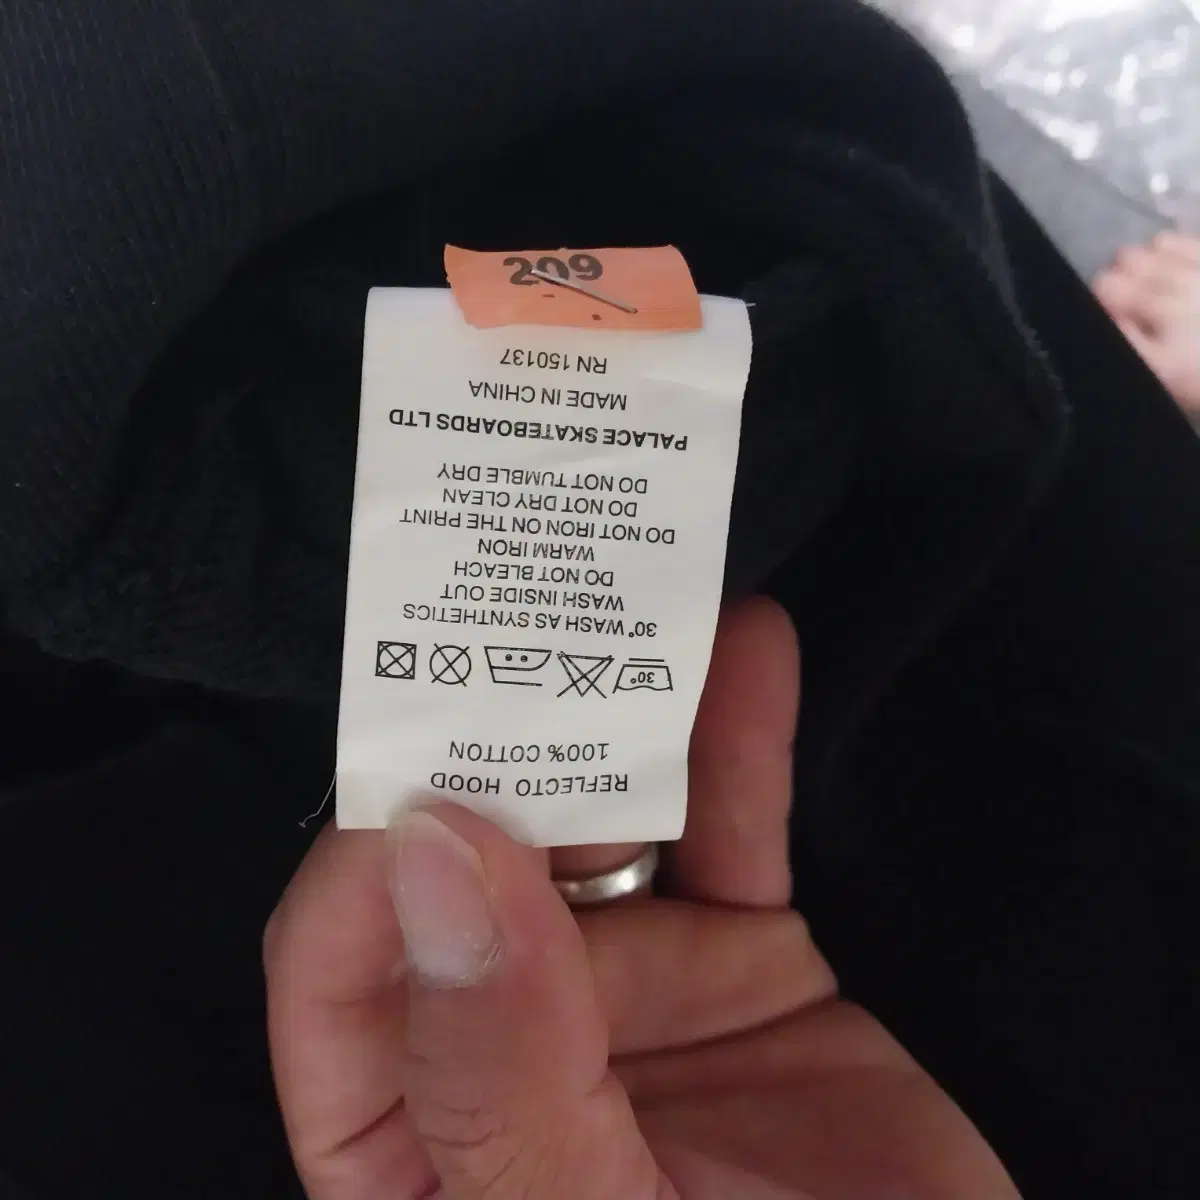 209
REFLECTO HOOD
100% COTTON
30°
30° WASH AS SYNTHETICS
WASH INSIDE OUT
DO NOT BLEACH
WARM IRON
DO NOT IRON ON THE PRINT
DO NOT DRY CLEAN
DO NOT TUMBLE DRY
PALACE SKATEBOARDS LTD
MADE IN CHINA
RN 150137